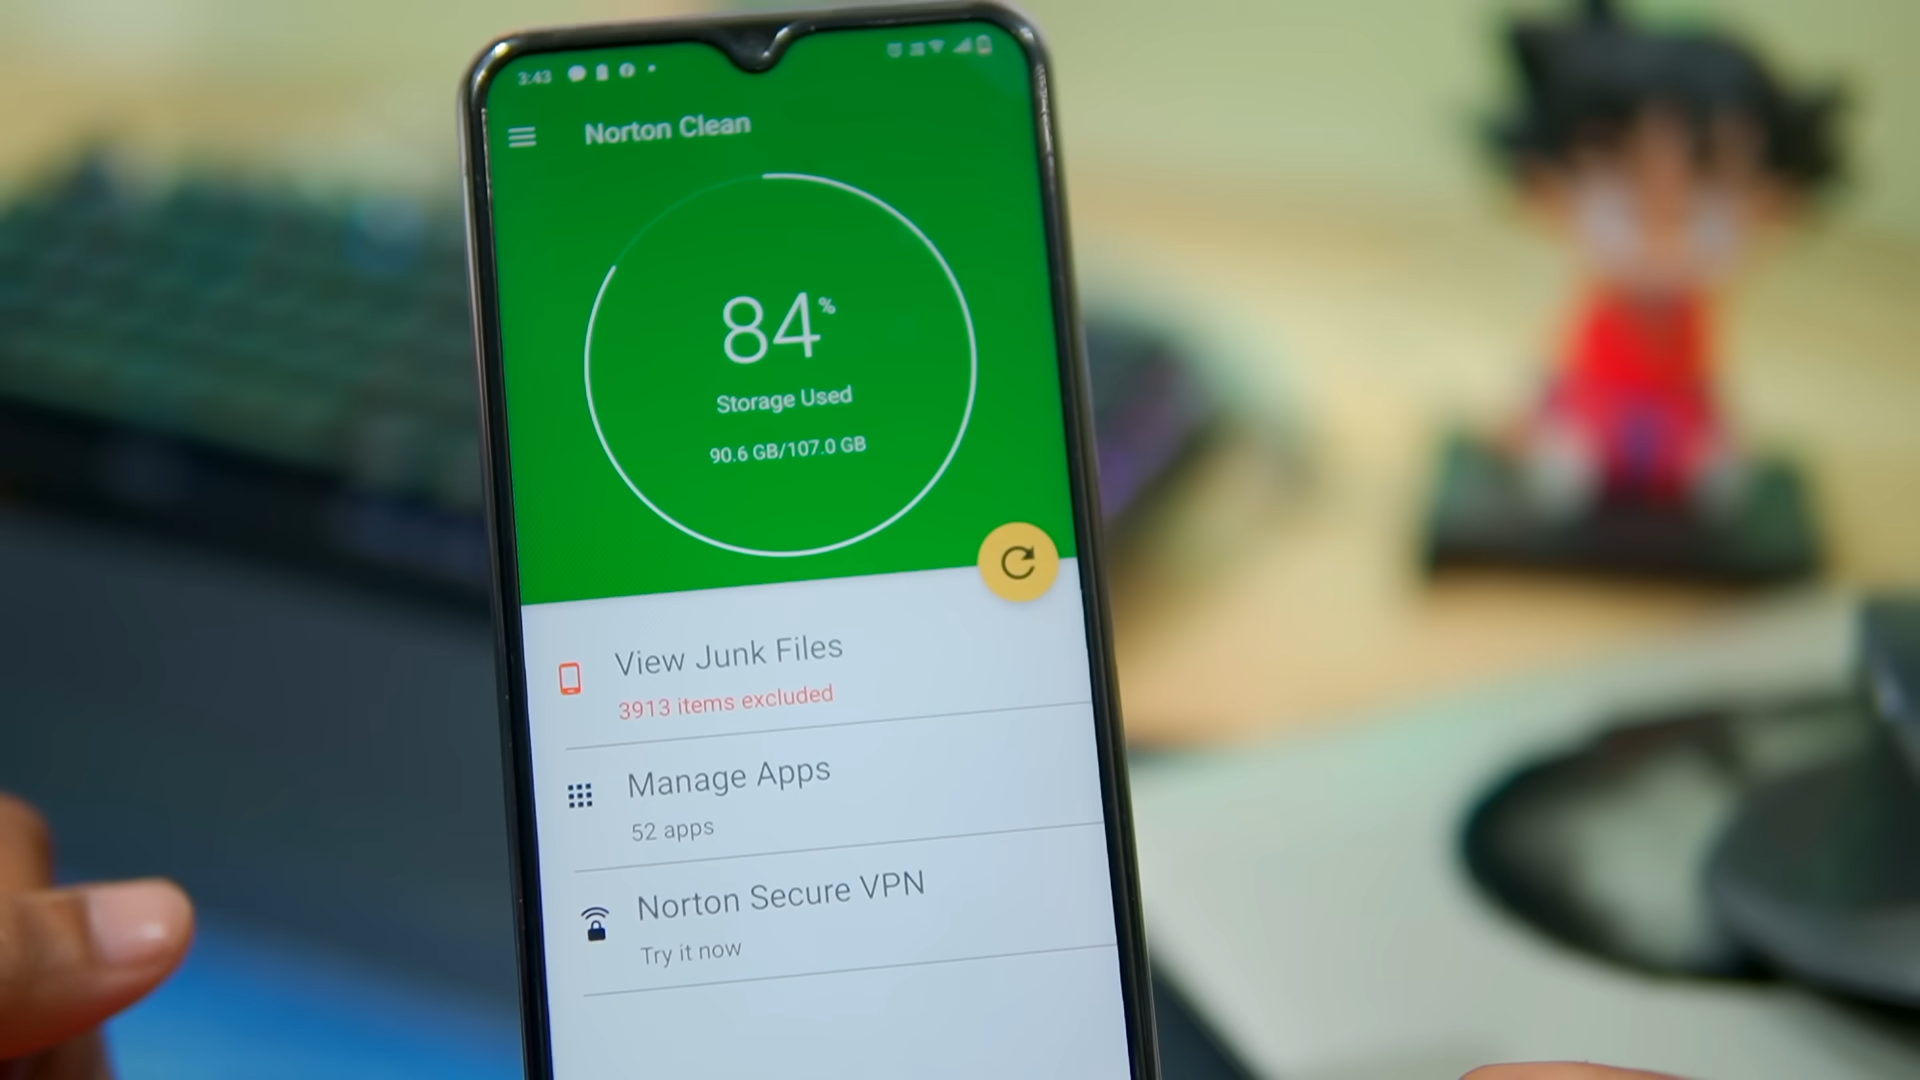 3:43
Norton Clean
84%
Storage Used
90.6 GB/107.0 GB
View Junk Files
3913 items excluded
Manage Apps
52 apps
Norton Secure VPN
Try it now